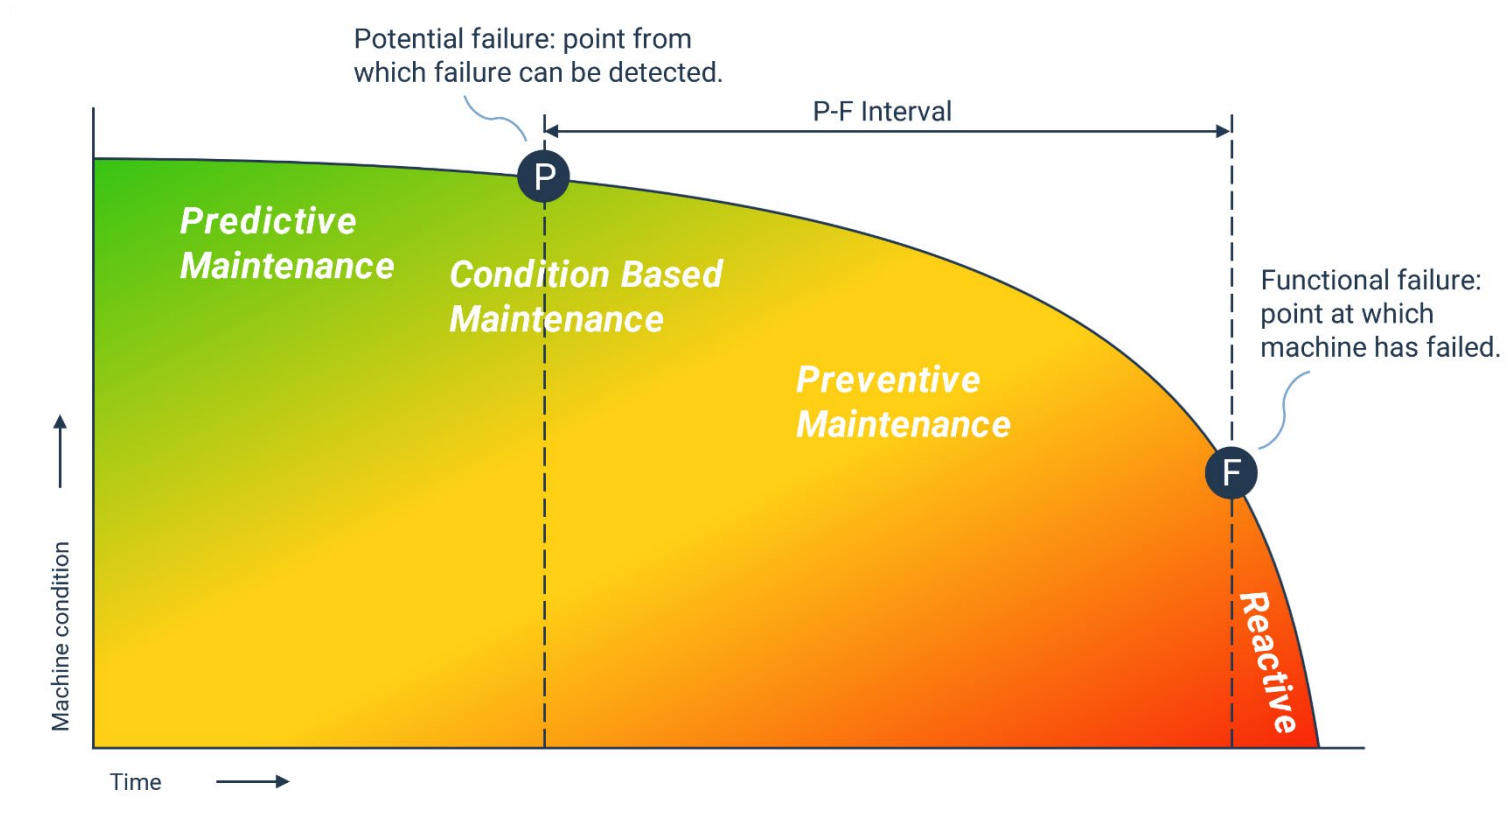 Potential failure: point from
which failure can be detected.
P-F Interval
P
Predictive
Maintenance
Condition Based
Maintenance
Functional failure:
point at which
machine has failed.
Preventive
Maintenance
F
Reactive
Machine condition
Time